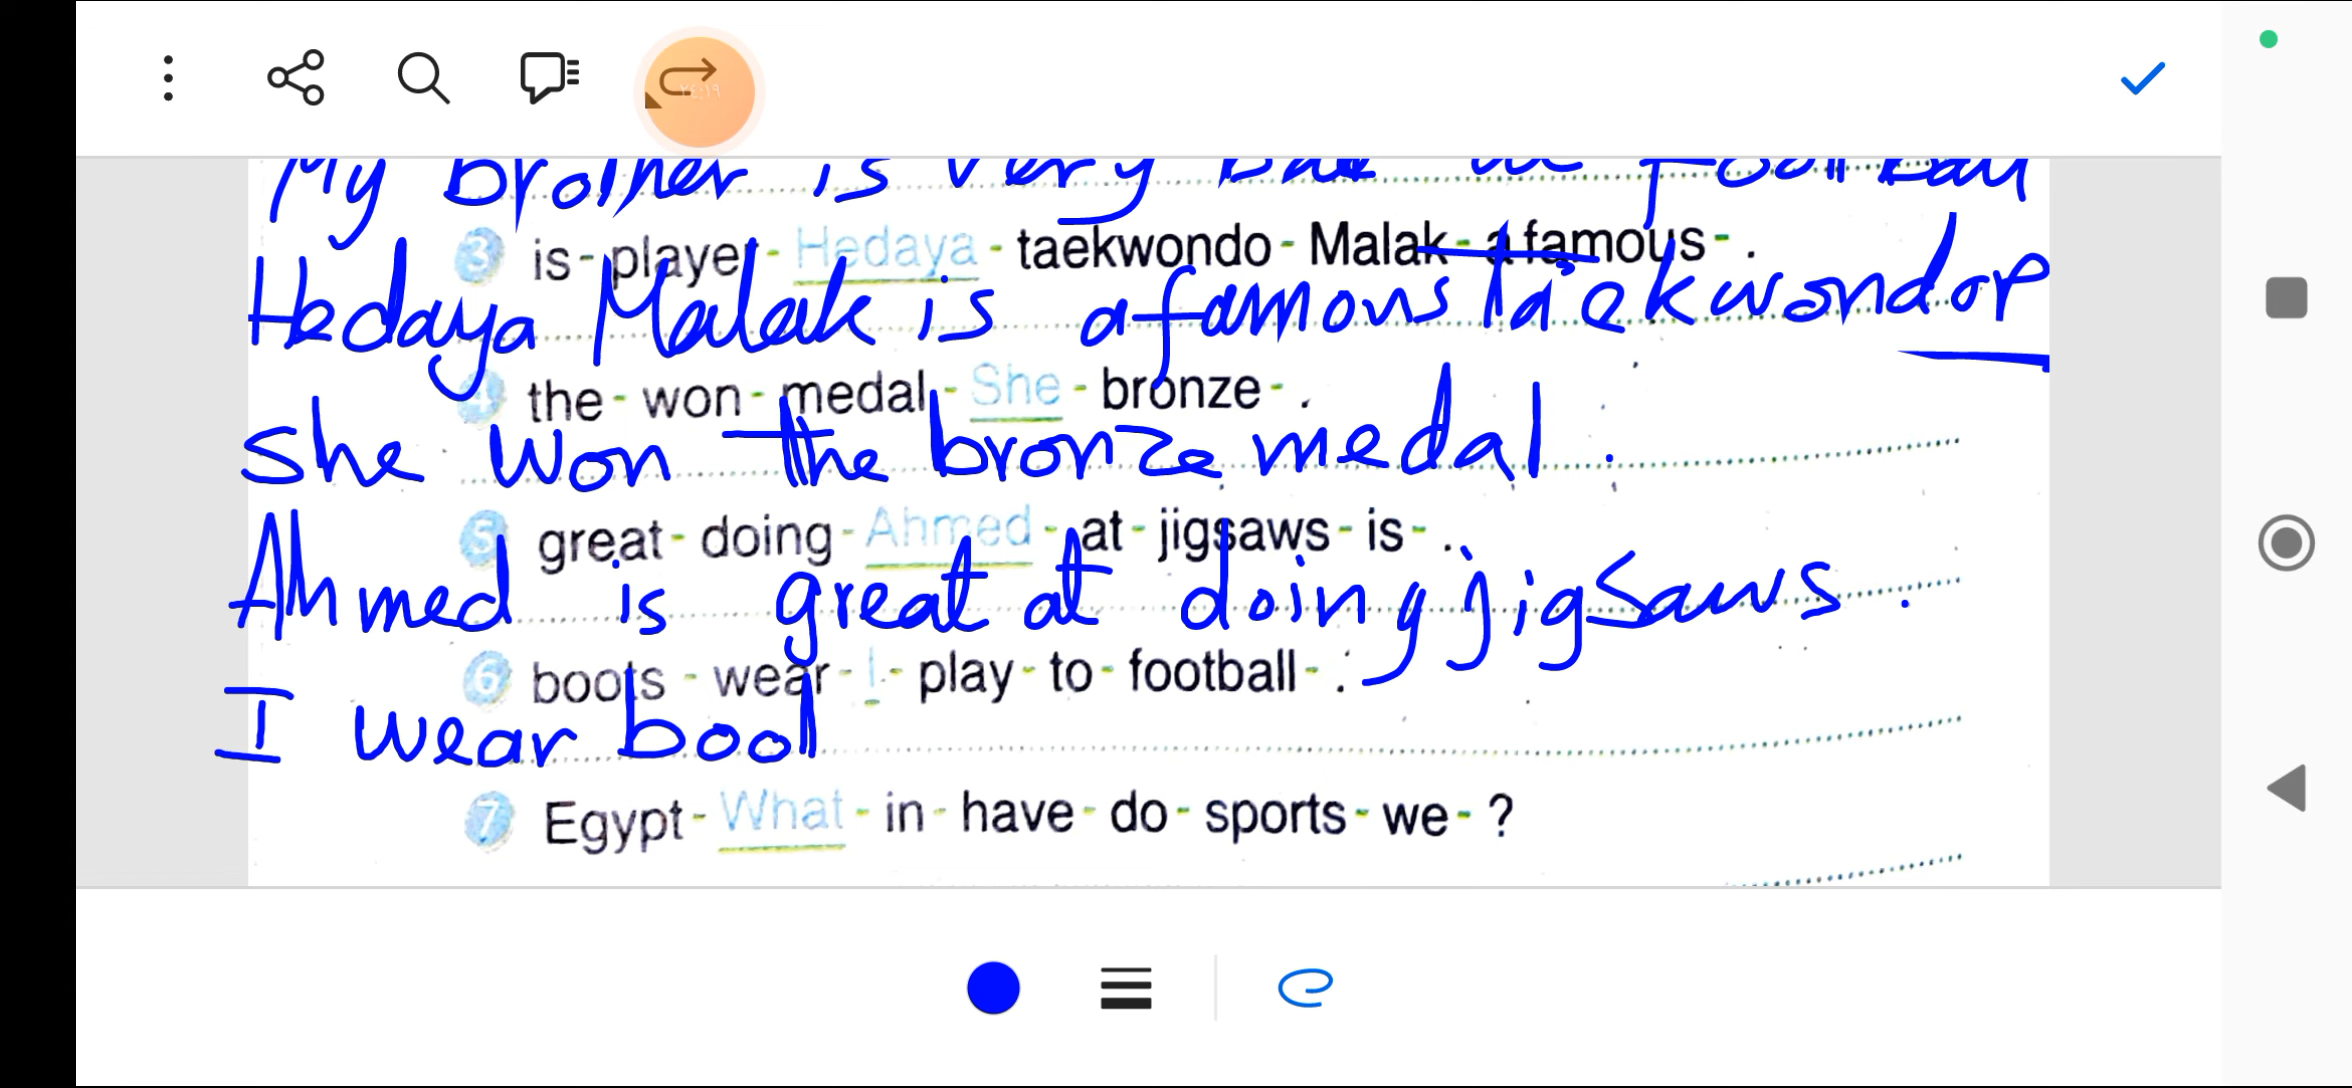 ٢٤:١٩
My brother is very bad at football
3 is - player - Hedaya - taekwondo - Malak - a famous - .
Hedaya Malak is a famous taekwondo P
4 the - won - medal - She - bronze - .
She won the bronze medal.
5 great - doing - Ahmed - at - jigsaws - is - .
Ahmed is great at doing jigsaws.
6 boots - wear - I - play - to - football - .
I wear boo
7 Egypt - What - in - have - do - sports - we - ?